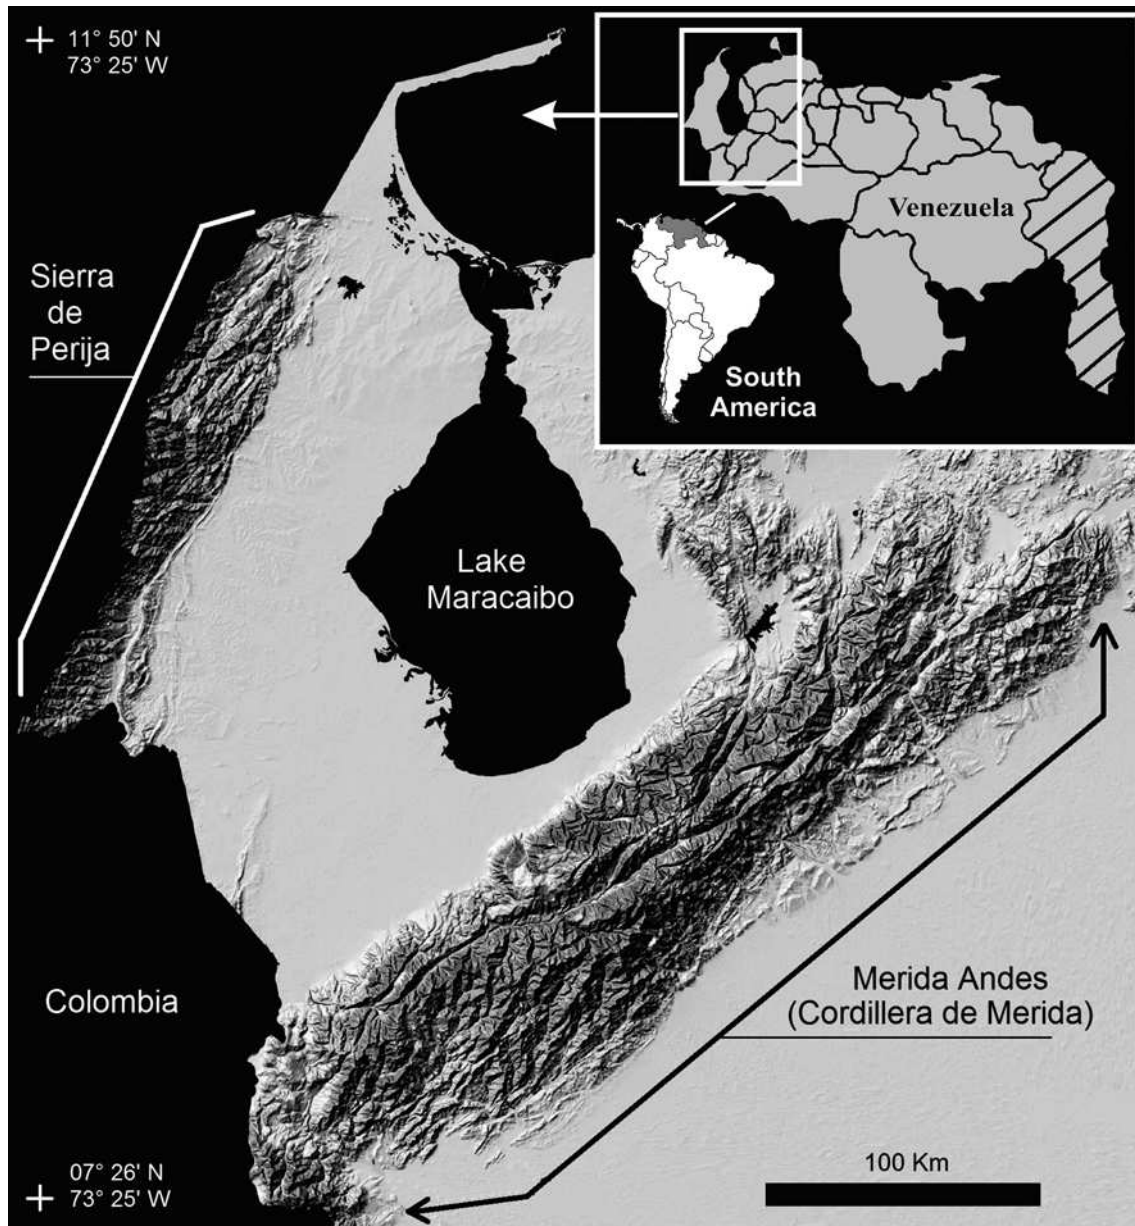 11° 50' N
73° 25' W
Venezuela
Sierra
de
Perija
South
America
Lake
Maracaibo
Colombia
Merida Andes
(Cordillera de Merida)
07° 26' N
73° 25' W
100 Km